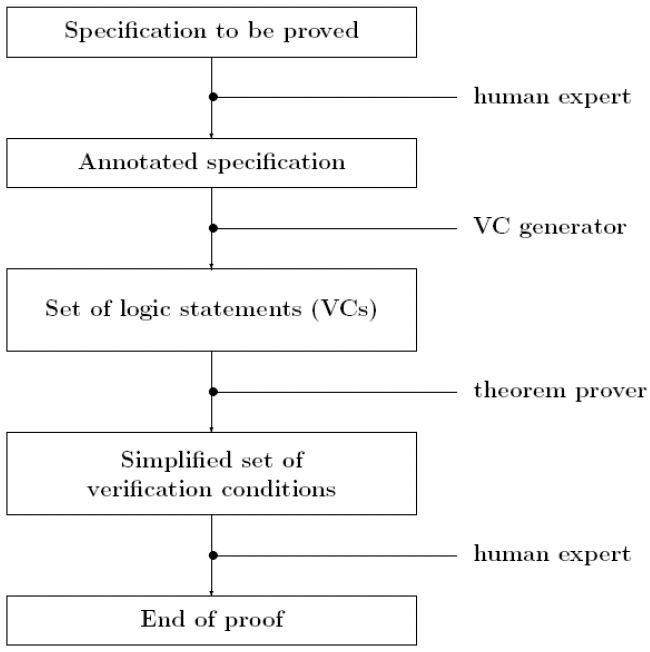 Specification to be proved
human expert
Annotated specification
VC generator
Set of logic statements (VCs)
theorem prover
Simplified set of
verification conditions
human expert
End of proof